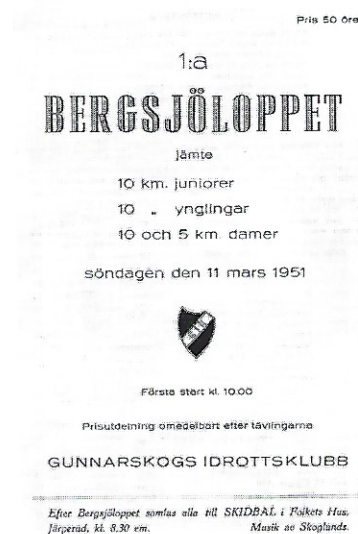 Pris 50 öre
1:a
BERGSJÖLOPPET
jämte
10 km. juniorer
10 „ ynglingar
10 och 5 km. damer
söndagen den 11 mars 1951
Första start kl. 10.00
Prisutdelning omedelbart efter tävlingarna
GUNNARSKOGS IDROTTSKLUBB
Efter Bergsjöloppet samlas alla till SKIDBAL i Folkets Hus,
Järperud, kl. 8,30 em. Musik av Skoglunds.